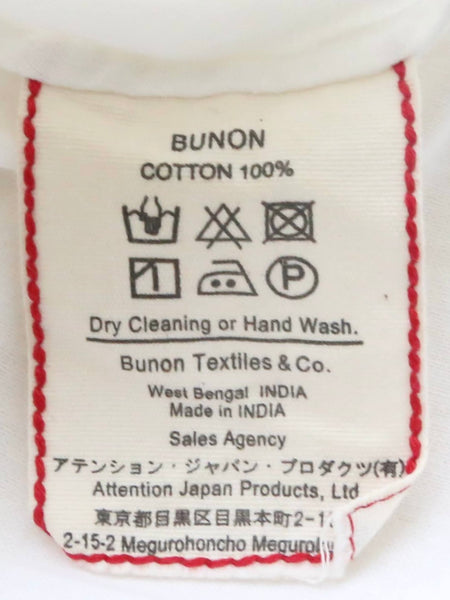 BUNON
COTTON 100%
P
Dry Cleaning or Hand Wash.
Bunon Textiles & Co.
West Bengal INDIA
Made in INDIA
Sales Agency
アテンション・ジャパン・プロダクツ(有)
Attention Japan Products, Ltd
東京都目黒区目黒本町2-1
2-15-2 Megurohoncho